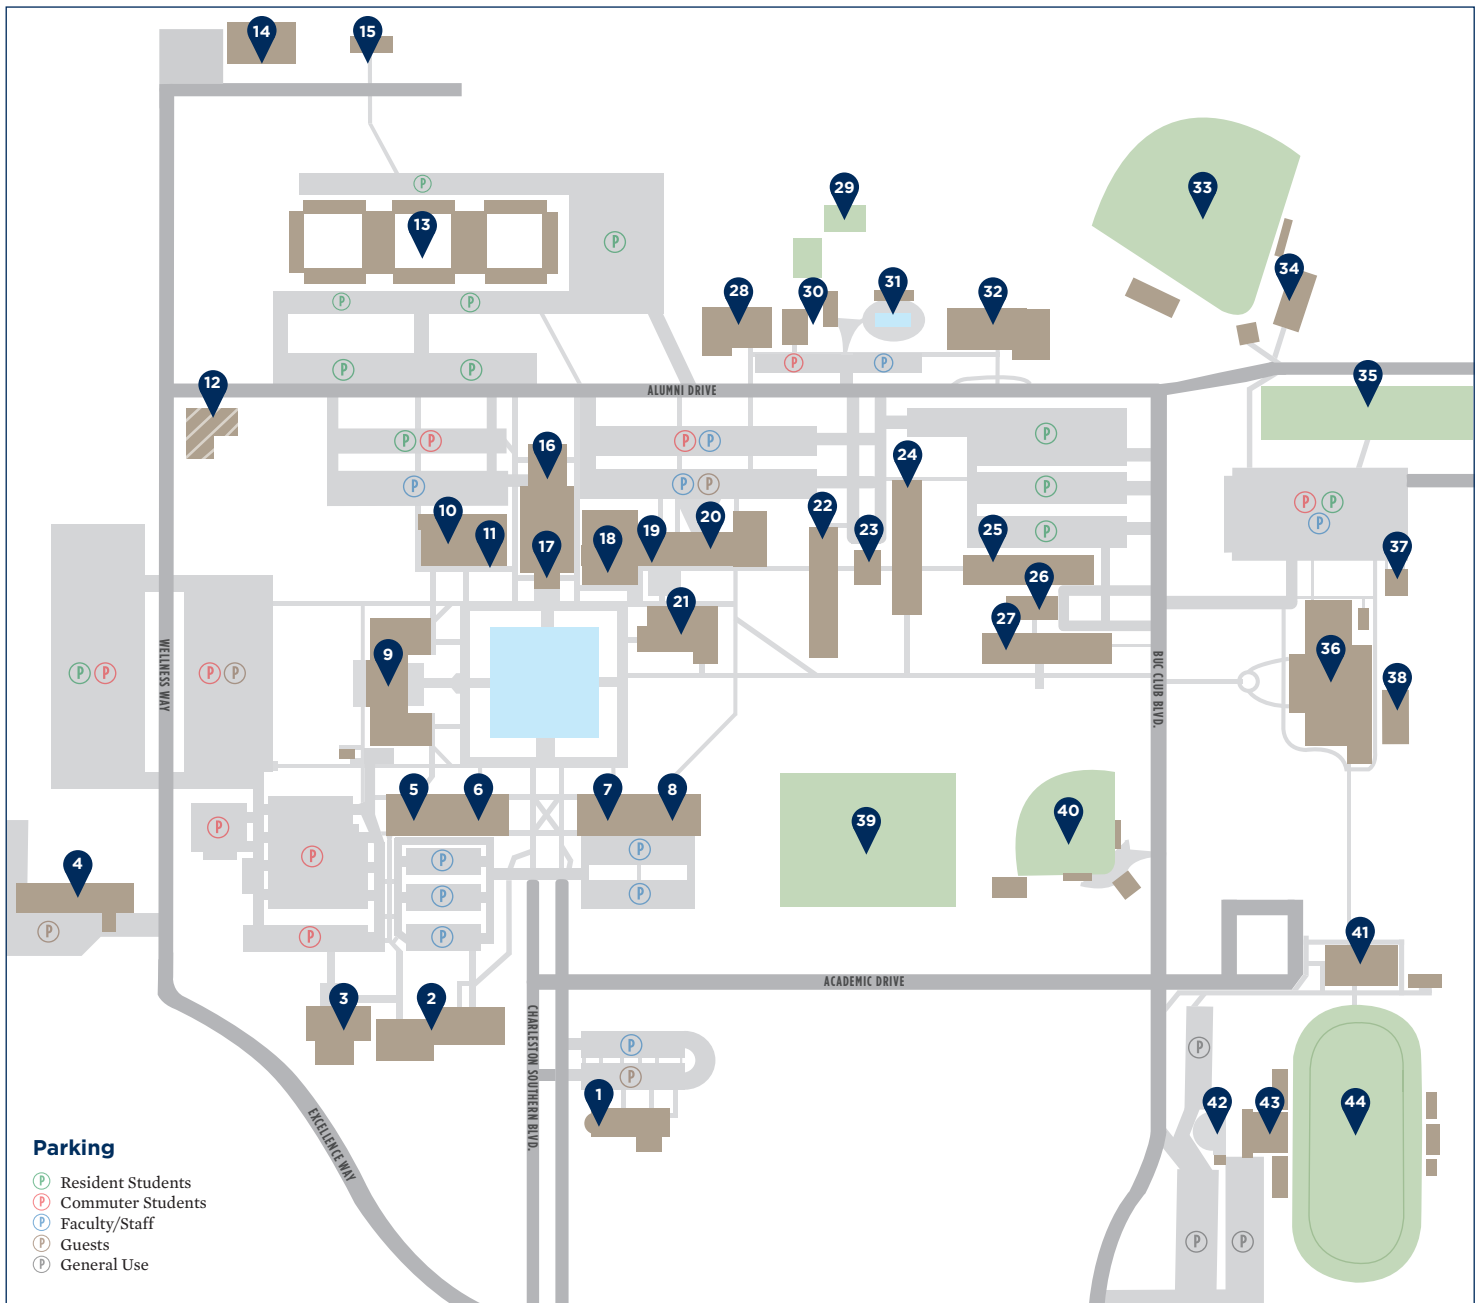 14
15
P
29
33
13
P
34
31
28
30
32
P
P
P
P
P
P
35
12
ALUMNI DRIVE
P P
16
P P
P
24
P
P P
P
10
22
P P
P
11
17
18
19
20
23
25
P
37
26
21
27
9
36
P P
P P
WELLNESS WAY
BUC CLUB BLVD.
38
5
6
7
8
39
40
P
P
P
P
4
P
P
P
P
P
41
3
2
ACADEMIC DRIVE
CHARLESTON SOUTHERN BLVD.
P
P
P
1
42
43
44
EXCELLENCE WAY
P
P
Parking
P Resident Students
P Commuter Students
P Faculty/Staff
P Guests
P General Use